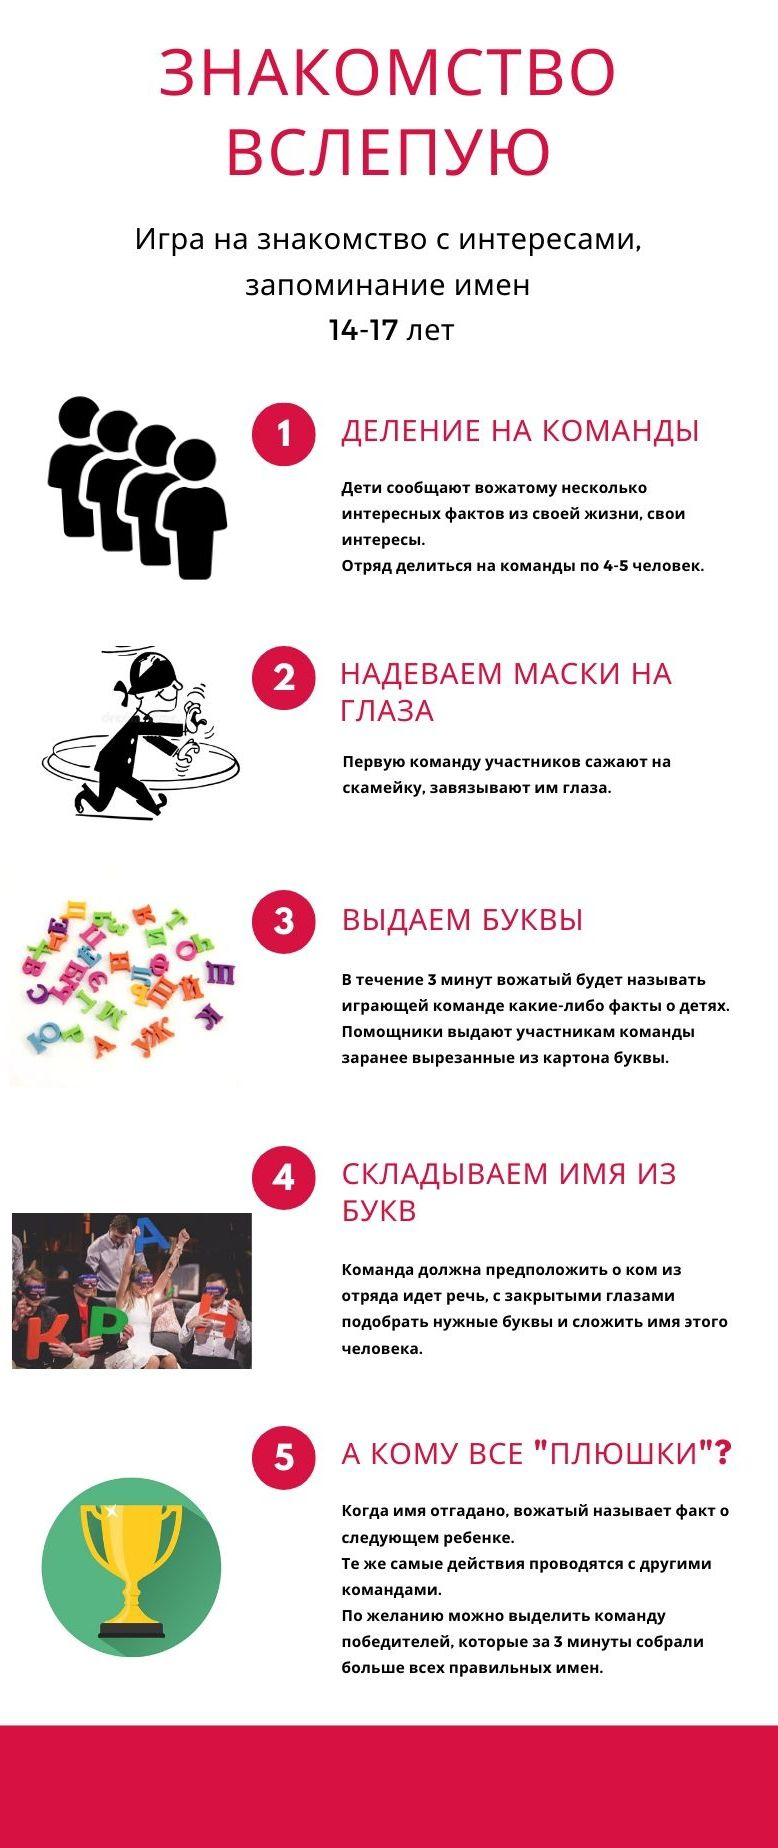 ЗНАКОМСТВО
ВСЛЕПУЮ
Игра на знакомство с интересами,
запоминание имен
14-17 лет
1
ДЕЛЕНИЕ НА КОМАНДЫ
Дети сообщают вожатому несколько
интересных фактов из своей жизни, свои
интересы.
Отряд делиться на команды по 4-5 человек.
2
НАДЕВАЕМ МАСКИ НА
ГЛАЗА
Первую команду участников сажают на
скамейку, завязывают им глаза.
3
ВЫДАЕМ БУКВЫ
В течение 3 минут вожатый будет называть
играющей команде какие-либо факты о детях.
Помощники выдают участникам команды
заранее вырезанные из картона буквы.
4
СКЛАДЫВАЕМ ИМЯ ИЗ
БУКВ
Команда должна предположить о ком из
отряда идет речь, с закрытыми глазами
подобрать нужные буквы и сложить имя этого
человека.
5
А КОМУ ВСЕ "ПЛЮШКИ"?
Когда имя отгадано, вожатый называет факт о
следующем ребенке.
Те же самые действия проводятся с другими
командами.
По желанию можно выделить команду
победителей, которые за 3 минуты собрали
больше всех правильных имен.